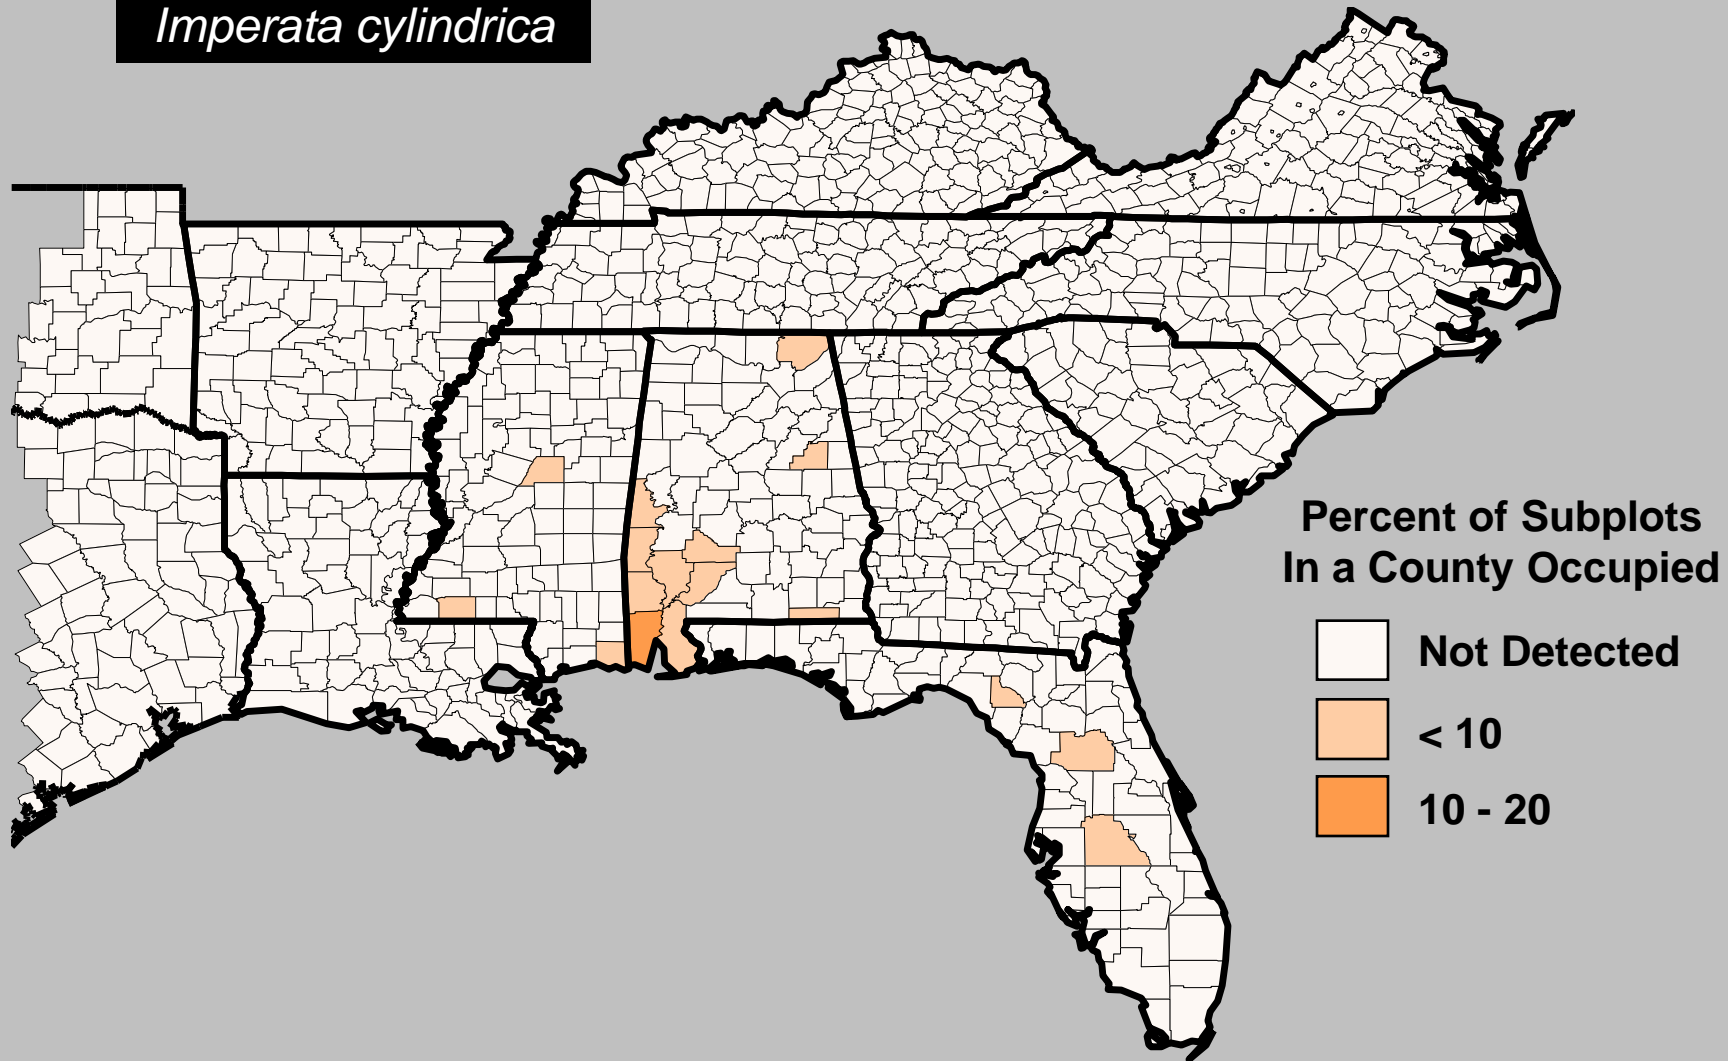 Imperata cylindrica
Percent of Subplots
In a County Occupied
Not Detected
< 10
10 - 20